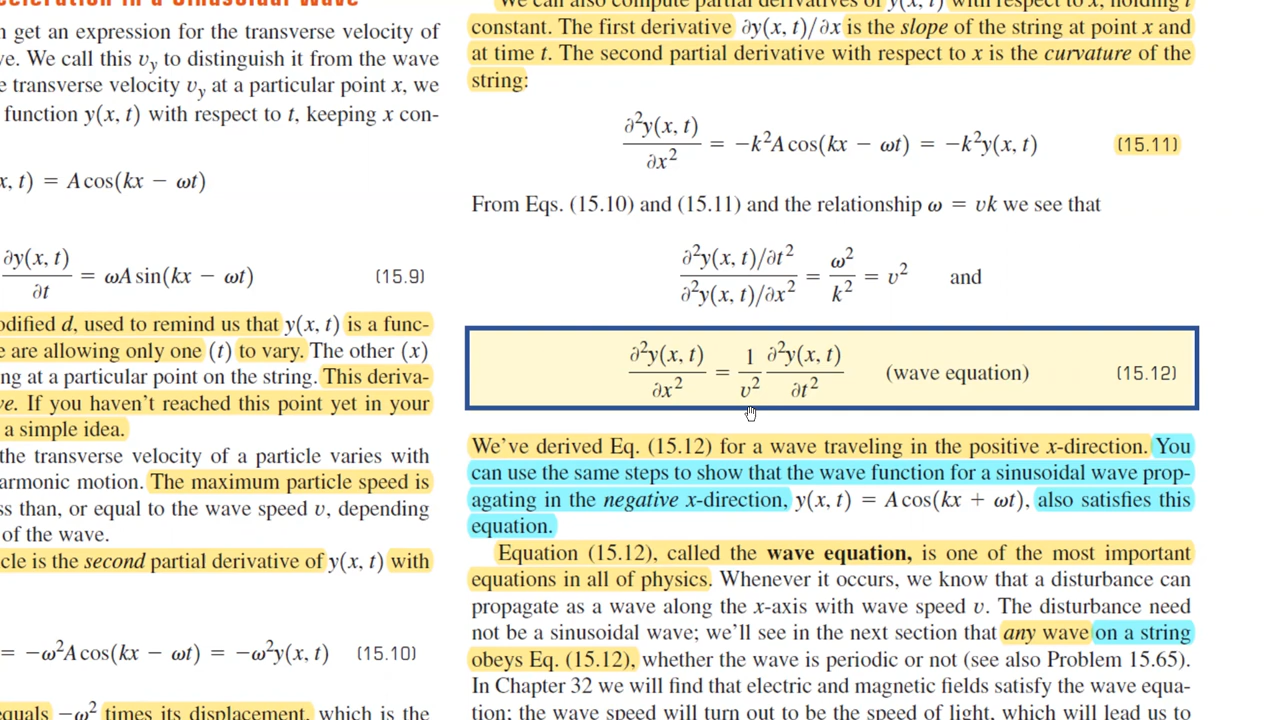 celeration in a Sinusoidal Wave
n get an expression for the transverse velocity of
ve. We call this v_y to distinguish it from the wave
e transverse velocity v_y at a particular point x, we
function y(x, t) with respect to t, keeping x con-
x, t) = A cos(kx − ωt)
∂y(x, t)/∂t = ωA sin(kx − ωt) (15.9)
odified d, used to remind us that y(x, t) is a func-
e are allowing only one (t) to vary. The other (x)
ng at a particular point on the string. This deriva-
ve. If you haven't reached this point yet in your
a simple idea.
the transverse velocity of a particle varies with
armonic motion. The maximum particle speed is
ss than, or equal to the wave speed v, depending
of the wave.
cle is the second partial derivative of y(x, t) with
= −ω²A cos(kx − ωt) = −ω²y(x, t) (15.10)
equals −ω² times its displacement, which is the
We can also compute partial derivatives of y(x, t) with respect to x, holding t
constant. The first derivative ∂y(x, t)/∂x is the slope of the string at point x and
at time t. The second partial derivative with respect to x is the curvature of the
string:
∂²y(x, t)/∂x² = −k²A cos(kx − ωt) = −k²y(x, t) (15.11)
From Eqs. (15.10) and (15.11) and the relationship ω = vk we see that
∂²y(x, t)/∂t² / ∂²y(x, t)/∂x² = ω²/k² = v² and
∂²y(x, t)/∂x² = 1/v² ∂²y(x, t)/∂t² (wave equation) (15.12)
We've derived Eq. (15.12) for a wave traveling in the positive x-direction. You
can use the same steps to show that the wave function for a sinusoidal wave prop-
agating in the negative x-direction, y(x, t) = A cos(kx + ωt), also satisfies this
equation.
Equation (15.12), called the wave equation, is one of the most important
equations in all of physics. Whenever it occurs, we know that a disturbance can
propagate as a wave along the x-axis with wave speed v. The disturbance need
not be a sinusoidal wave; we'll see in the next section that any wave on a string
obeys Eq. (15.12), whether the wave is periodic or not (see also Problem 15.65).
In Chapter 32 we will find that electric and magnetic fields satisfy the wave equa-
tion; the wave speed will turn out to be the speed of light, which will lead us to